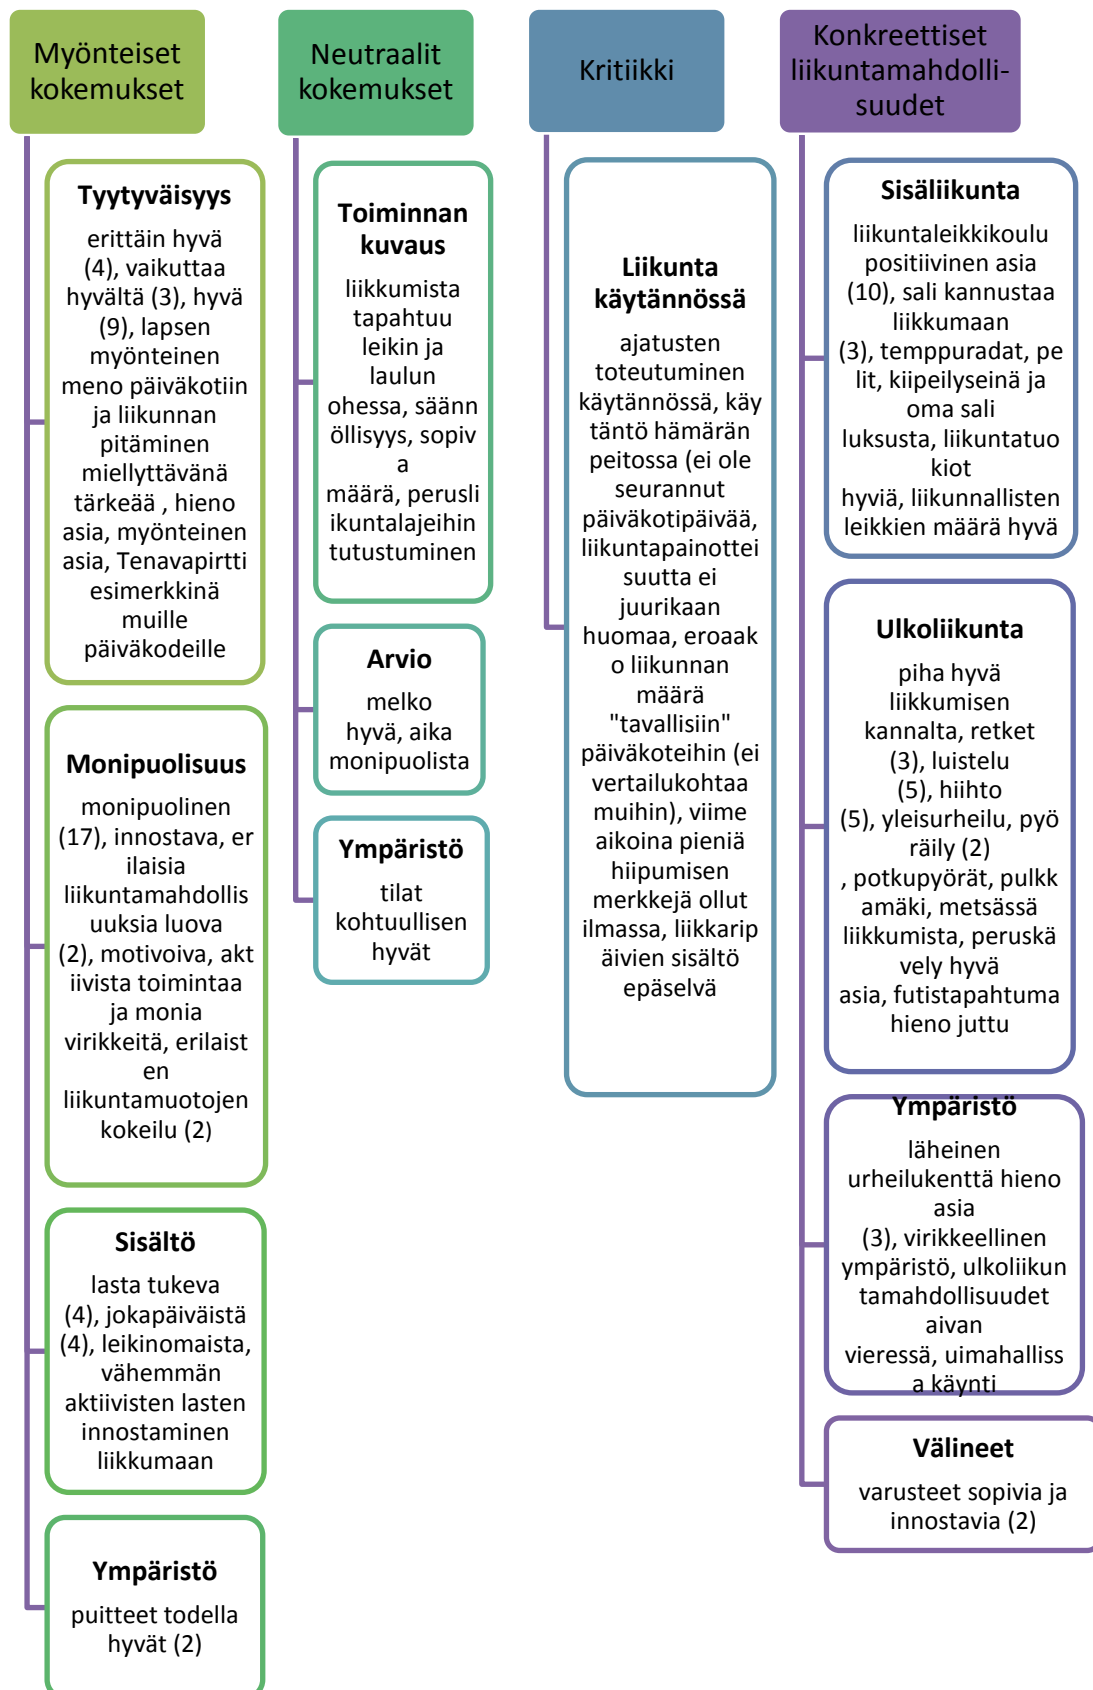 Myönteiset
kokemukset
Tyytyväisyys
erittäin hyvä
(4), vaikuttaa
hyvältä (3), hyvä
(9), lapsen
myönteinen
meno päiväkotiin
ja liikunnan
pitäminen
miellyttävänä
tärkeää , hieno
asia, myönteinen
asia, Tenavapirtti
esimerkkinä
muille
päiväkodeille
Monipuolisuus
monipuolinen
(17), innostava, er
ilaisia
liikuntamahdollis
uuksia luova
(2), motivoiva, akt
iivista toimintaa
ja monia
virikkeitä, erilaist
en
liikuntamuotojen
kokeilu (2)
Sisältö
lasta tukeva
(4), jokapäiväistä
(4), leikinomaista,
vähemmän
aktiivisten lasten
innostaminen
liikkumaan
Ympäristö
puitteet todella
hyvät (2)
Neutraalit
kokemukset
Toiminnan
kuvaus
liikkumista
tapahtuu
leikin ja
laulun
ohessa, säänn
öllisyys, sopiv
a
määrä, perusli
ikuntalajeihin
tutustuminen
Arvio
melko
hyvä, aika
monipuolista
Ympäristö
tilat
kohtuullisen
hyvät
Kritiikki
Liikunta
käytännössä
ajatusten
toteutuminen
käytännössä, käy
täntö hämärän
peitossa (ei ole
seurannut
päiväkotipäivää,
liikuntapainottei
suutta ei
juurikaan
huomaa, eroaak
o liikunnan
määrä
"tavallisiin"
päiväkoteihin (ei
vertailukohtaa
muihin), viime
aikoina pieniä
hiipumisen
merkkejä ollut
ilmassa, liikkarip
äivien sisältö
epäselvä
Konkreettiset
liikuntamahdolli-
suudet
Sisäliikunta
liikuntaleikkikoulu
positiivinen asia
(10), sali kannustaa
liikkumaan
(3), temppuradat, pe
lit, kiipeilyseinä ja
oma sali
luksusta, liikuntatuo
kiot
hyviä, liikunnallisten
leikkien määrä hyvä
Ulkoliikunta
piha hyvä
liikkumisen
kannalta, retket
(3), luistelu
(5), hiihto
(5), yleisurheilu, pyö
räily (2)
, potkupyörät, pulkk
amäki, metsässä
liikkumista, peruskä
vely hyvä
asia, futistapahtuma
hieno juttu
Ympäristö
läheinen
urheilukenttä hieno
asia
(3), virikkeellinen
ympäristö, ulkoliikun
tamahdollisuudet
aivan
vieressä, uimahalliss
a käynti
Välineet
varusteet sopivia ja
innostavia (2)